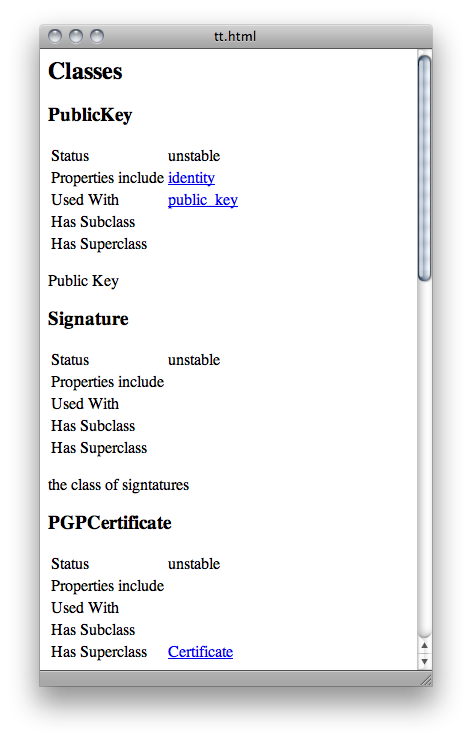 tt.html
Classes
PublicKey
Status unstable
Properties include identity
Used With public_key
Has Subclass
Has Superclass
Public Key
Signature
Status unstable
Properties include
Used With
Has Subclass
Has Superclass
the class of signtatures
PGPCertificate
Status unstable
Properties include
Used With
Has Subclass
Has Superclass Certificate